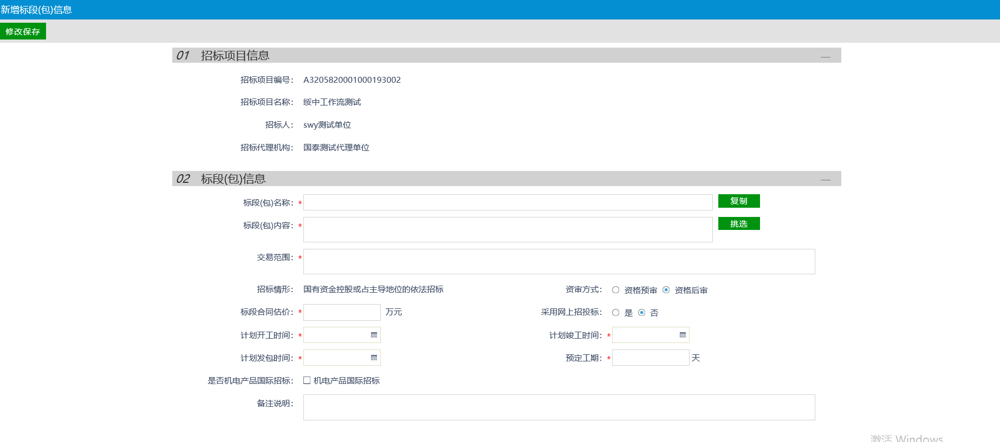 新增标段(包)信息
修改保存
01 招标项目信息
招标项目编号： A3205820001000193002
招标项目名称： 绥中工作流测试
招标人： swy测试单位
招标代理机构： 国泰测试代理单位
02 标段(包)信息
标段(包)名称： * 复制
标段(包)内容： * 挑选
交易范围： *
招标情形： 国有资金控股或占主导地位的依法招标 资审方式： 资格预审 资格后审
标段合同估价： * 万元 采用网上招投标： 是 否
计划开工时间： * 计划竣工时间： *
计划发包时间： * 预定工期： * 天
是否机电产品国际招标： 机电产品国际招标
备注说明：
激活 Windows